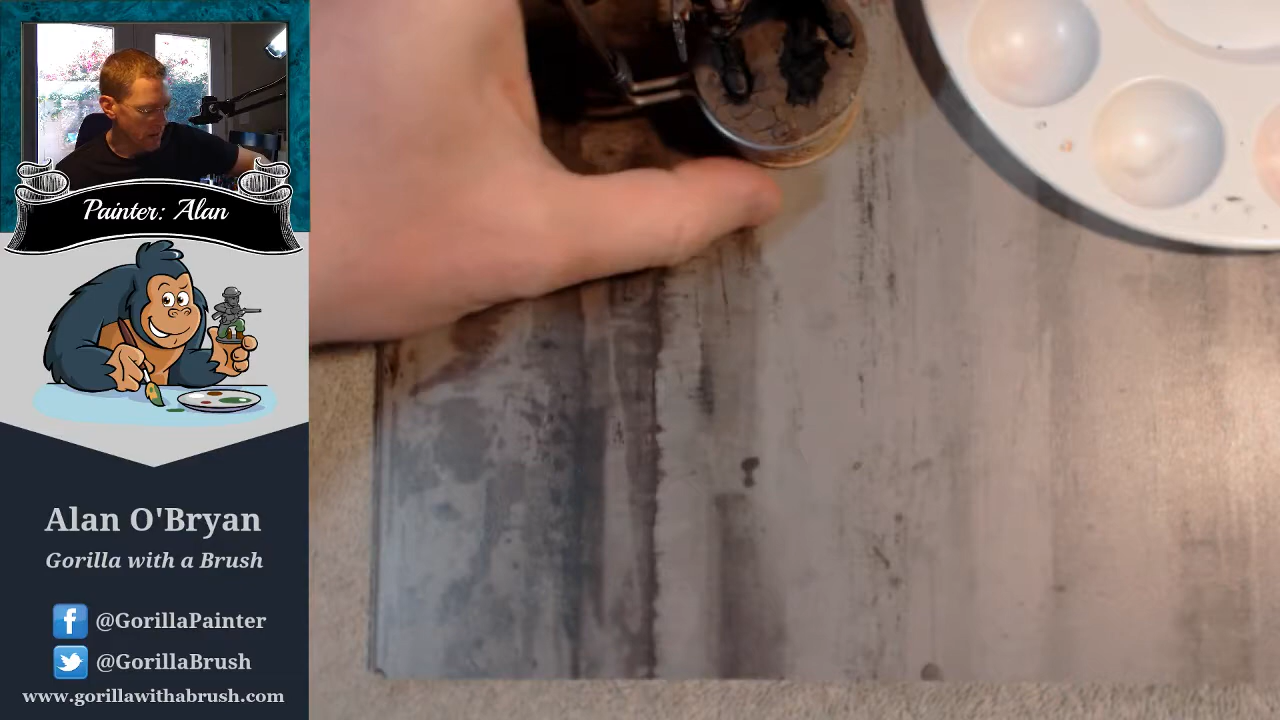 Painter: Alan
Alan O'Bryan
Gorilla with a Brush
@GorillaPainter
@GorillaBrush
www.gorillawithabrush.com